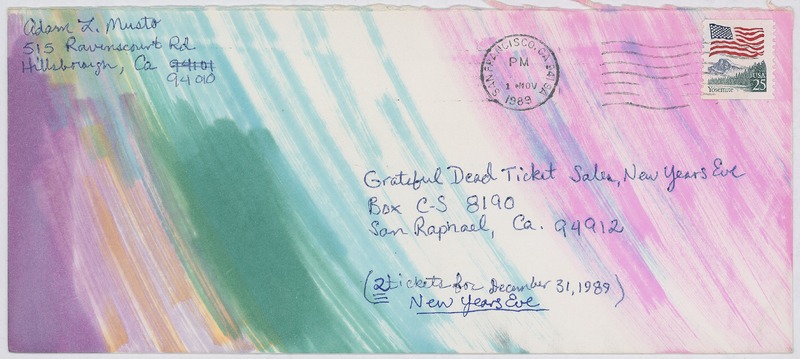 Adam L. Musto
515 Ravenscourt Rd.
Hillsborough, Ca 94101
94010
SAN FRANCISCO, CA 941
PM
1 NOV
1989
USA
25
Yosemite
Grateful Dead Ticket Sales, New Years Eve
Box C-S 8190
San Raphael, Ca. 94912
(2 tickets for December 31, 1989)
New Years Eve